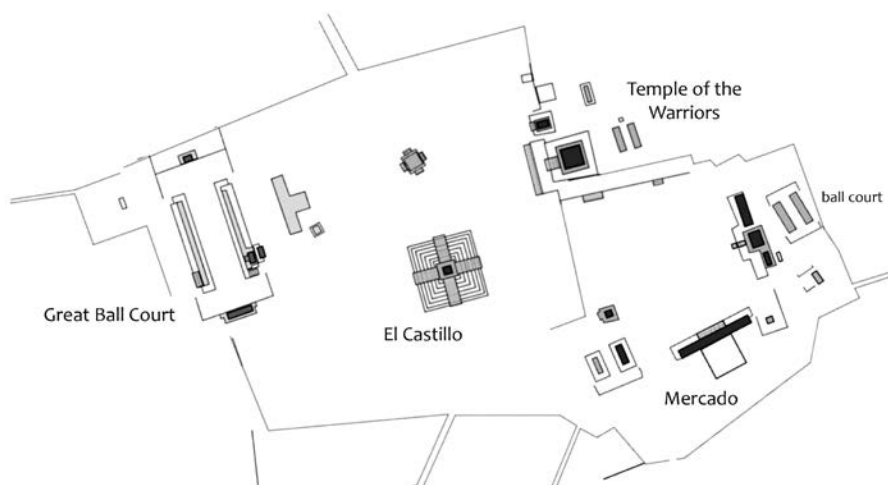 Temple of the
Warriors
ball court
Great Ball Court
El Castillo
Mercado